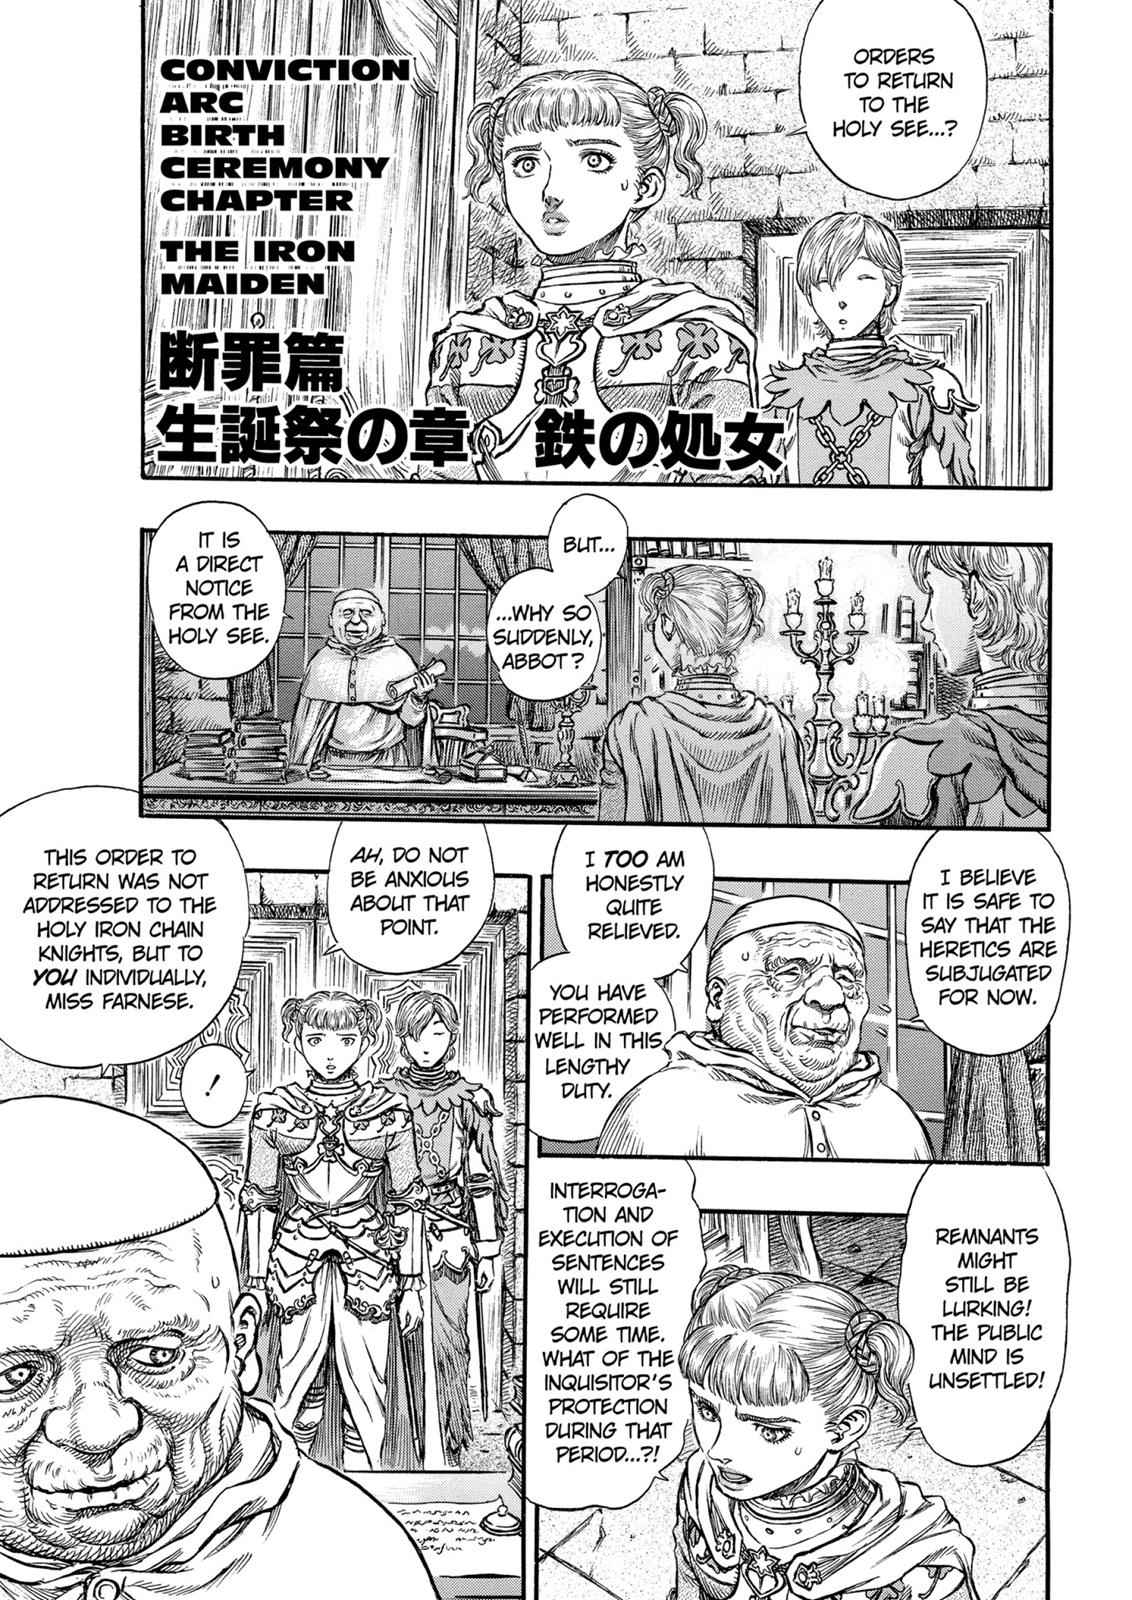 CONVICTION
ARC
BIRTH
CEREMONY
CHAPTER
THE IRON
MAIDEN
断罪篇
生誕祭の章 鉄の処女
ORDERS
TO RETURN
TO THE
HOLY SEE...?
BUT...
...WHY SO
SUDDENLY,
ABBOT?
IT IS
A DIRECT
NOTICE
FROM THE
HOLY SEE.
I BELIEVE
IT IS SAFE TO
SAY THAT THE
HERETICS ARE
SUBJUGATED
FOR NOW.
I TOO AM
HONESTLY
QUITE
RELIEVED.
YOU HAVE
PERFORMED
WELL IN THIS
LENGTHY
DUTY.
REMNANTS
MIGHT
STILL BE
LURKING!
THE PUBLIC
MIND IS
UNSETTLED!
INTERROGA-
TION AND
EXECUTION OF
SENTENCES
WILL STILL
REQUIRE
SOME TIME.
WHAT OF THE
INQUISITOR'S
PROTECTION
DURING THAT
PERIOD...?!
AH, DO NOT
BE ANXIOUS
ABOUT THAT
POINT.
THIS ORDER TO
RETURN WAS NOT
ADDRESSED TO THE
HOLY IRON CHAIN
KNIGHTS, BUT TO
YOU INDIVIDUALLY,
MISS FARNESE.
!